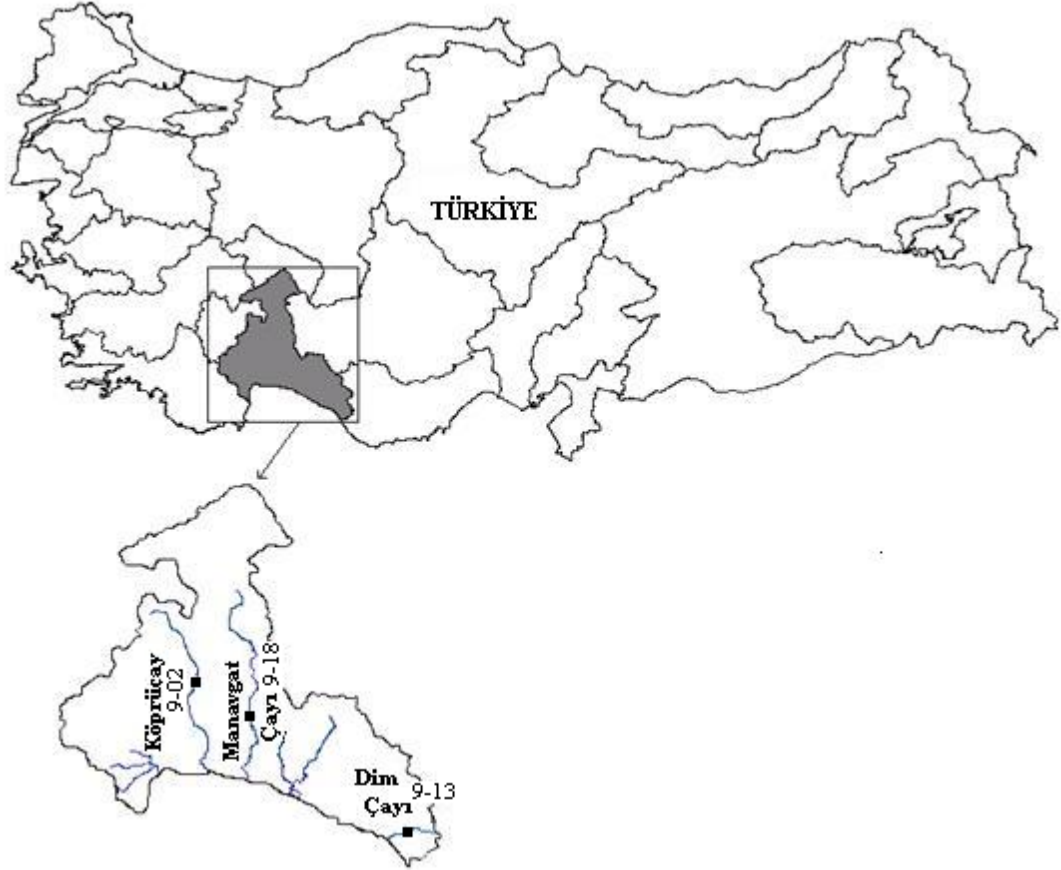 TÜRKİYE
Köprüçay
9-02
Manavgat
Çayı 9-18
Dim
Çayı 9-13